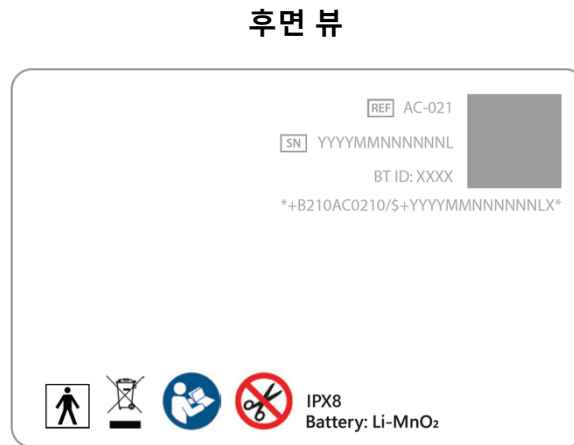 후면 뷰
REF AC-021
SN YYYYMMNNNNNNL
BT ID: XXXX
*+B210AC0210/$+YYYYMMNNNNNNLX*
IPX8
Battery: Li-MnO₂